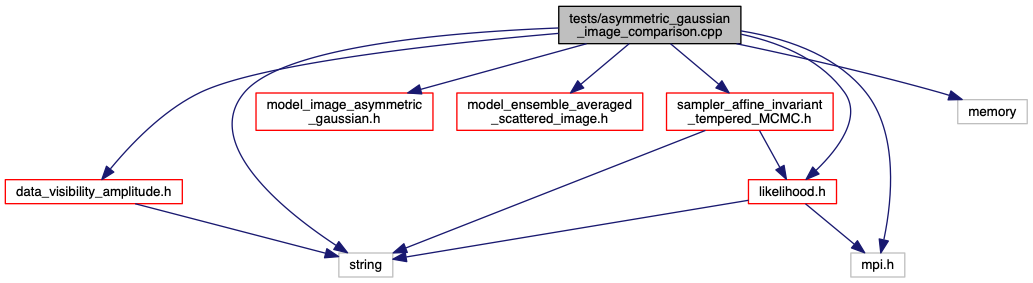 tests/asymmetric_gaussian
_image_comparison.cpp
model_image_asymmetric
_gaussian.h
model_ensemble_averaged
_scattered_image.h
sampler_affine_invariant
_tempered_MCMC.h
memory
data_visibility_amplitude.h
likelihood.h
string
mpi.h